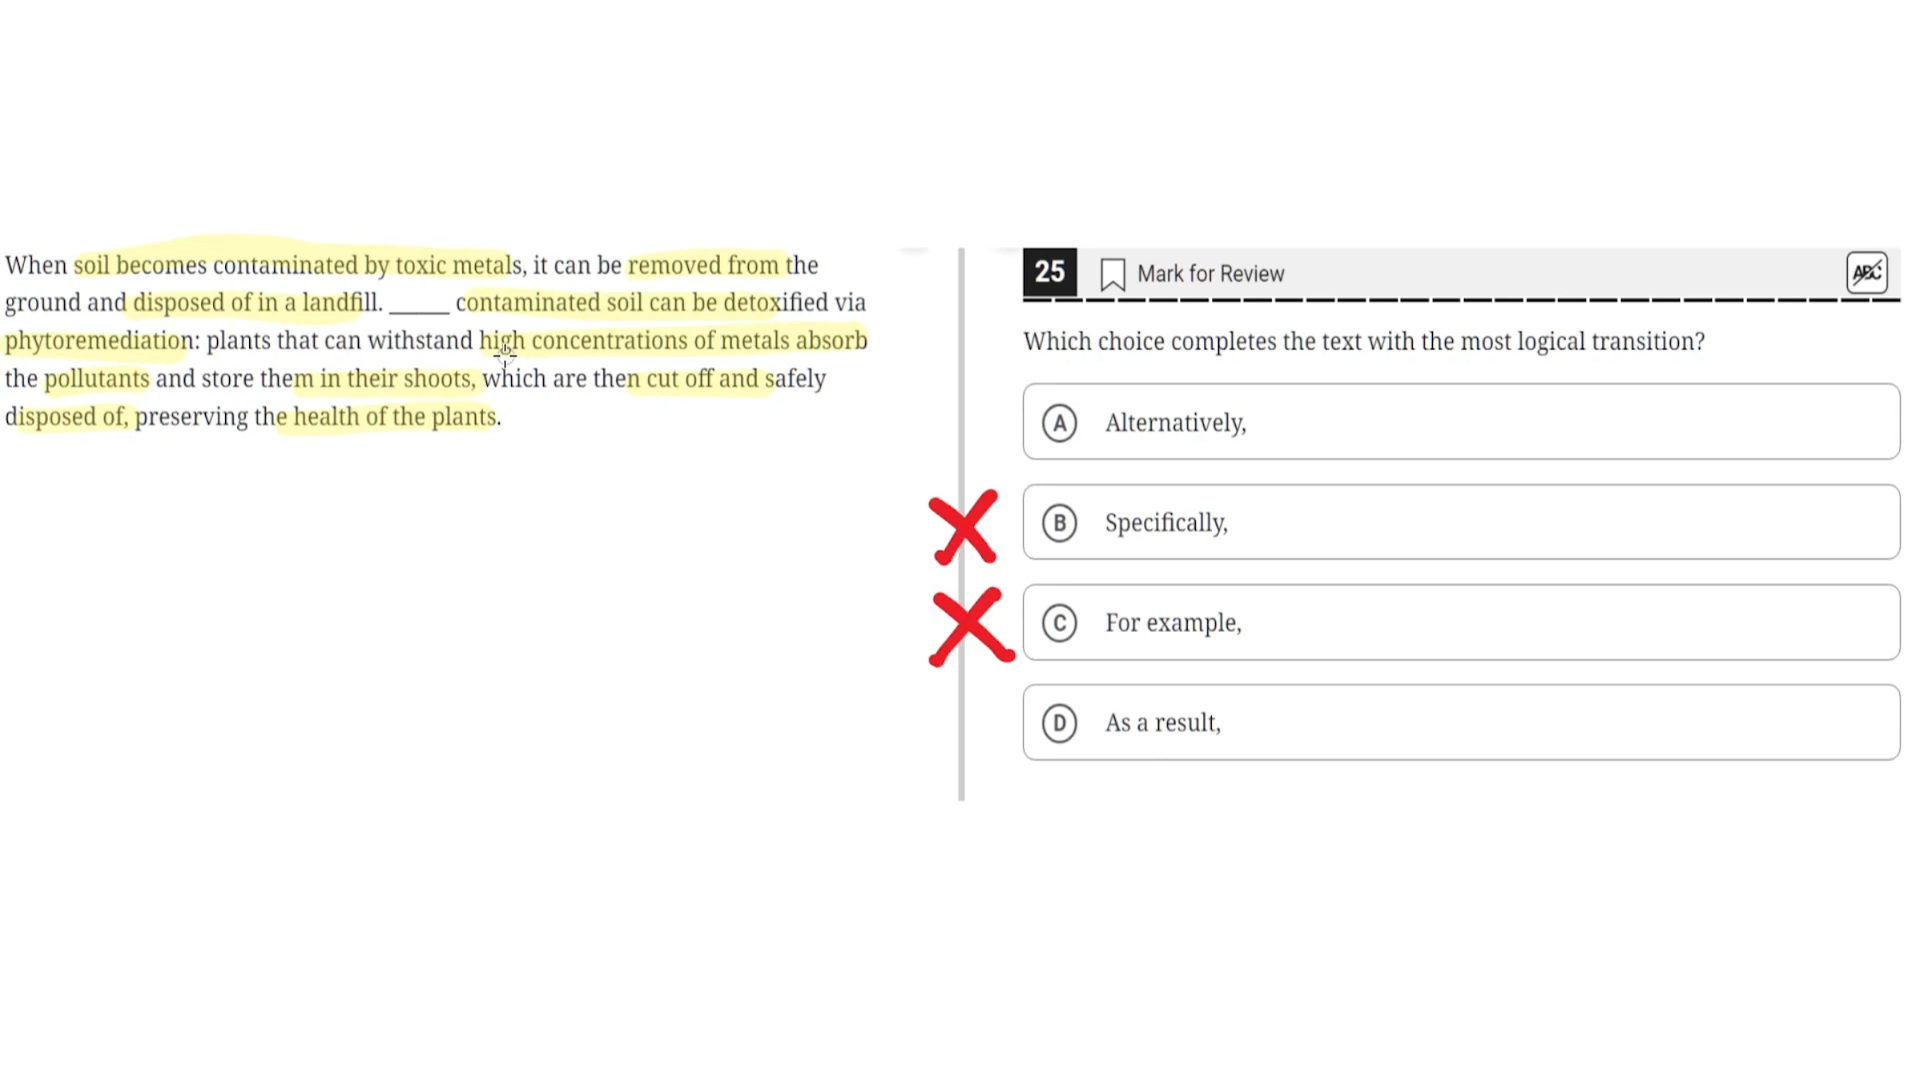 When soil becomes contaminated by toxic metals, it can be removed from the
ground and disposed of in a landfill. ______ contaminated soil can be detoxified via
phytoremediation: plants that can withstand high concentrations of metals absorb
the pollutants and store them in their shoots, which are then cut off and safely
disposed of, preserving the health of the plants.
25 Mark for Review ABC
Which choice completes the text with the most logical transition?
A Alternatively,
B Specifically,
C For example,
D As a result,